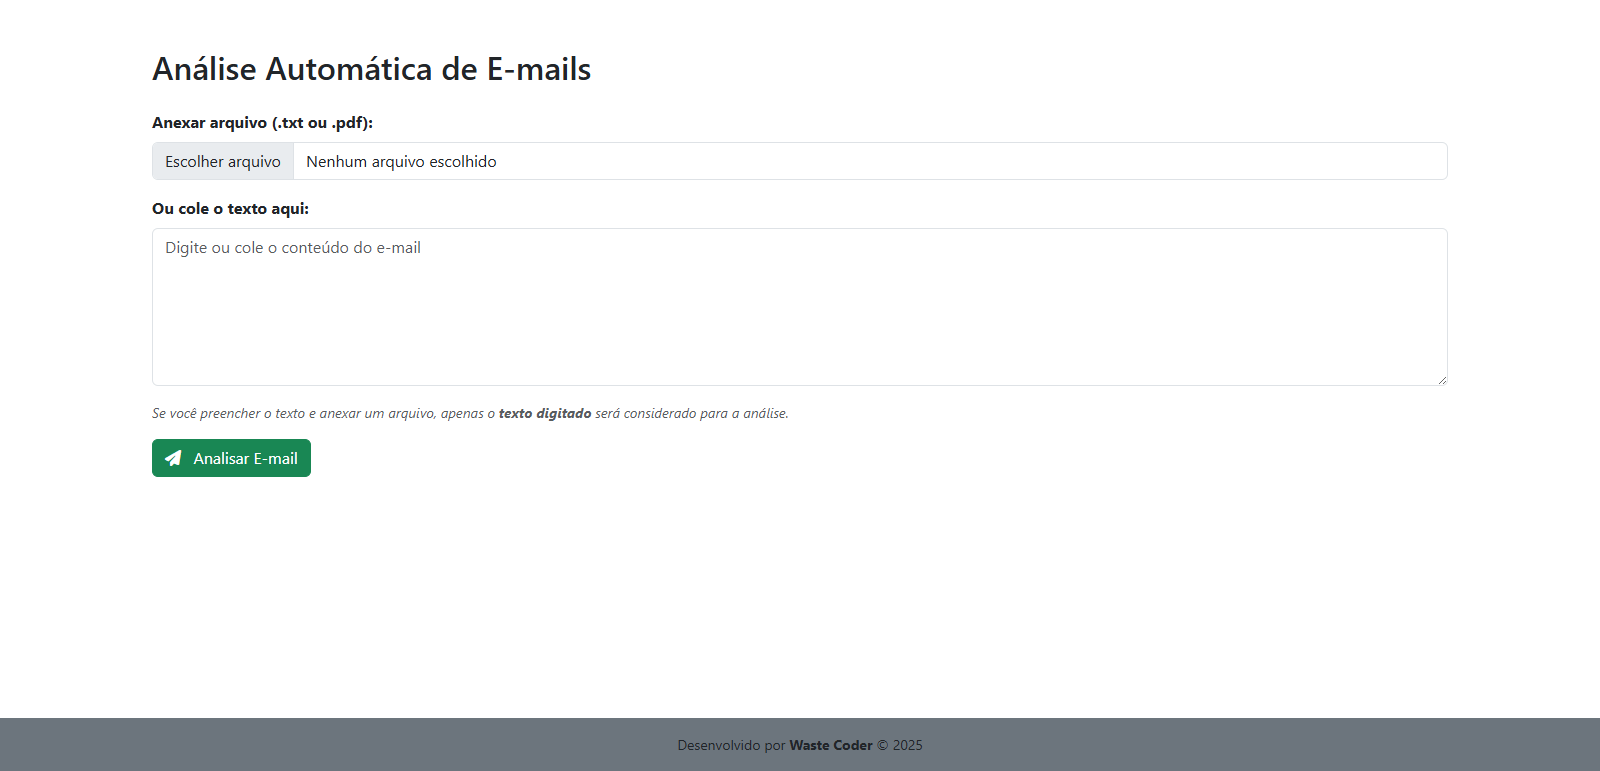 Análise Automática de E-mails
Anexar arquivo (.txt ou .pdf):
Escolher arquivo Nenhum arquivo escolhido
Ou cole o texto aqui:
Digite ou cole o conteúdo do e-mail
Se você preencher o texto e anexar um arquivo, apenas o texto digitado será considerado para a análise.
Analisar E-mail
Desenvolvido por Waste Coder © 2025